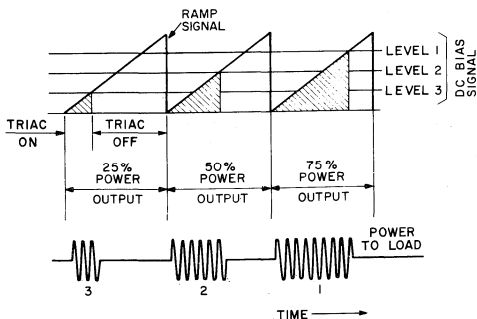 RAMP
SIGNAL
LEVEL 1
LEVEL 2
LEVEL 3
DC BIAS
SIGNAL
TRIAC
ON
TRIAC
OFF
25%
POWER
OUTPUT
50%
POWER
OUTPUT
75%
POWER
OUTPUT
POWER
TO LOAD
3
2
1
TIME